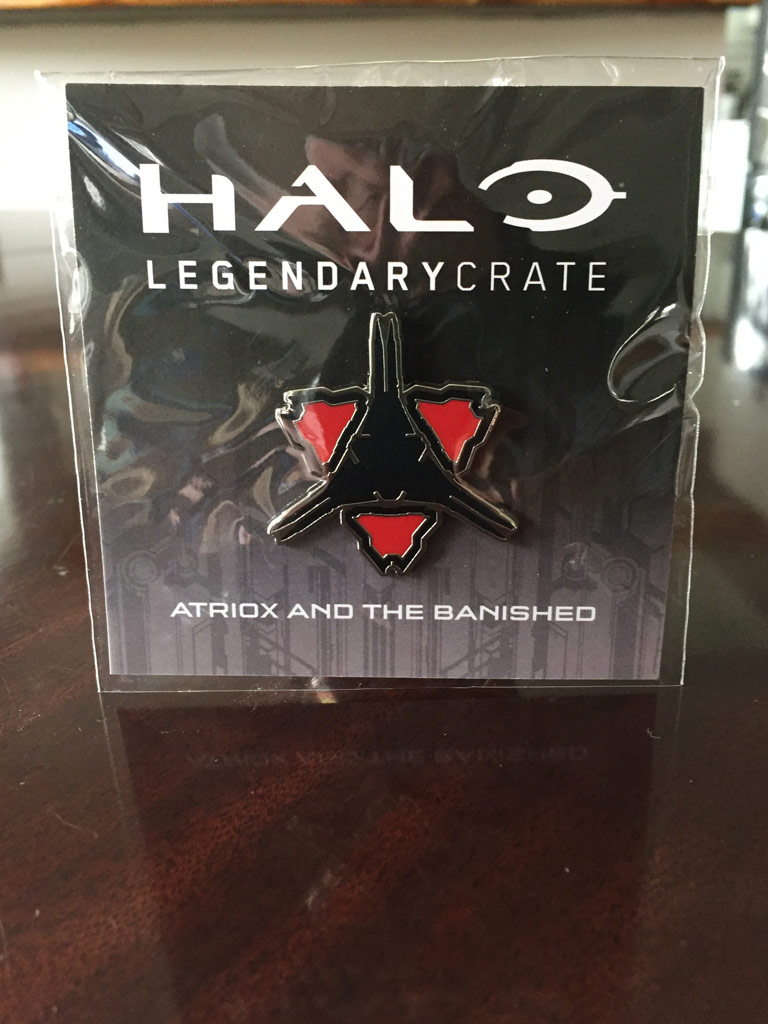 HALO
LEGENDARYCRATE
ATRIOX AND THE BANISHED